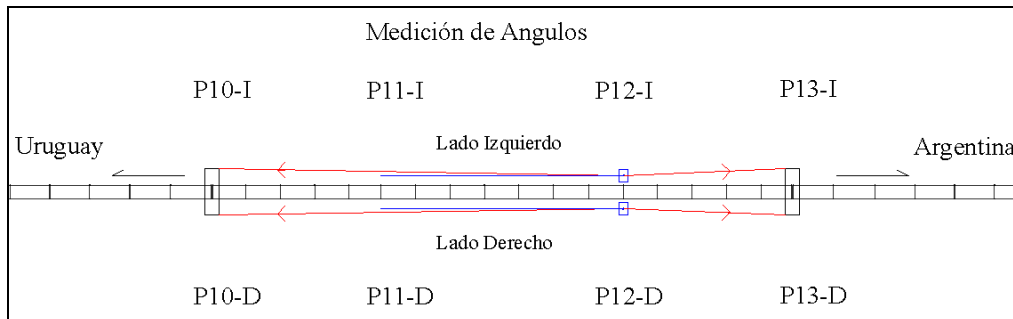 Medición de Angulos
P10-I P11-I P12-I P13-I
Uruguay Lado Izquierdo Argentina
Lado Derecho
P10-D P11-D P12-D P13-D